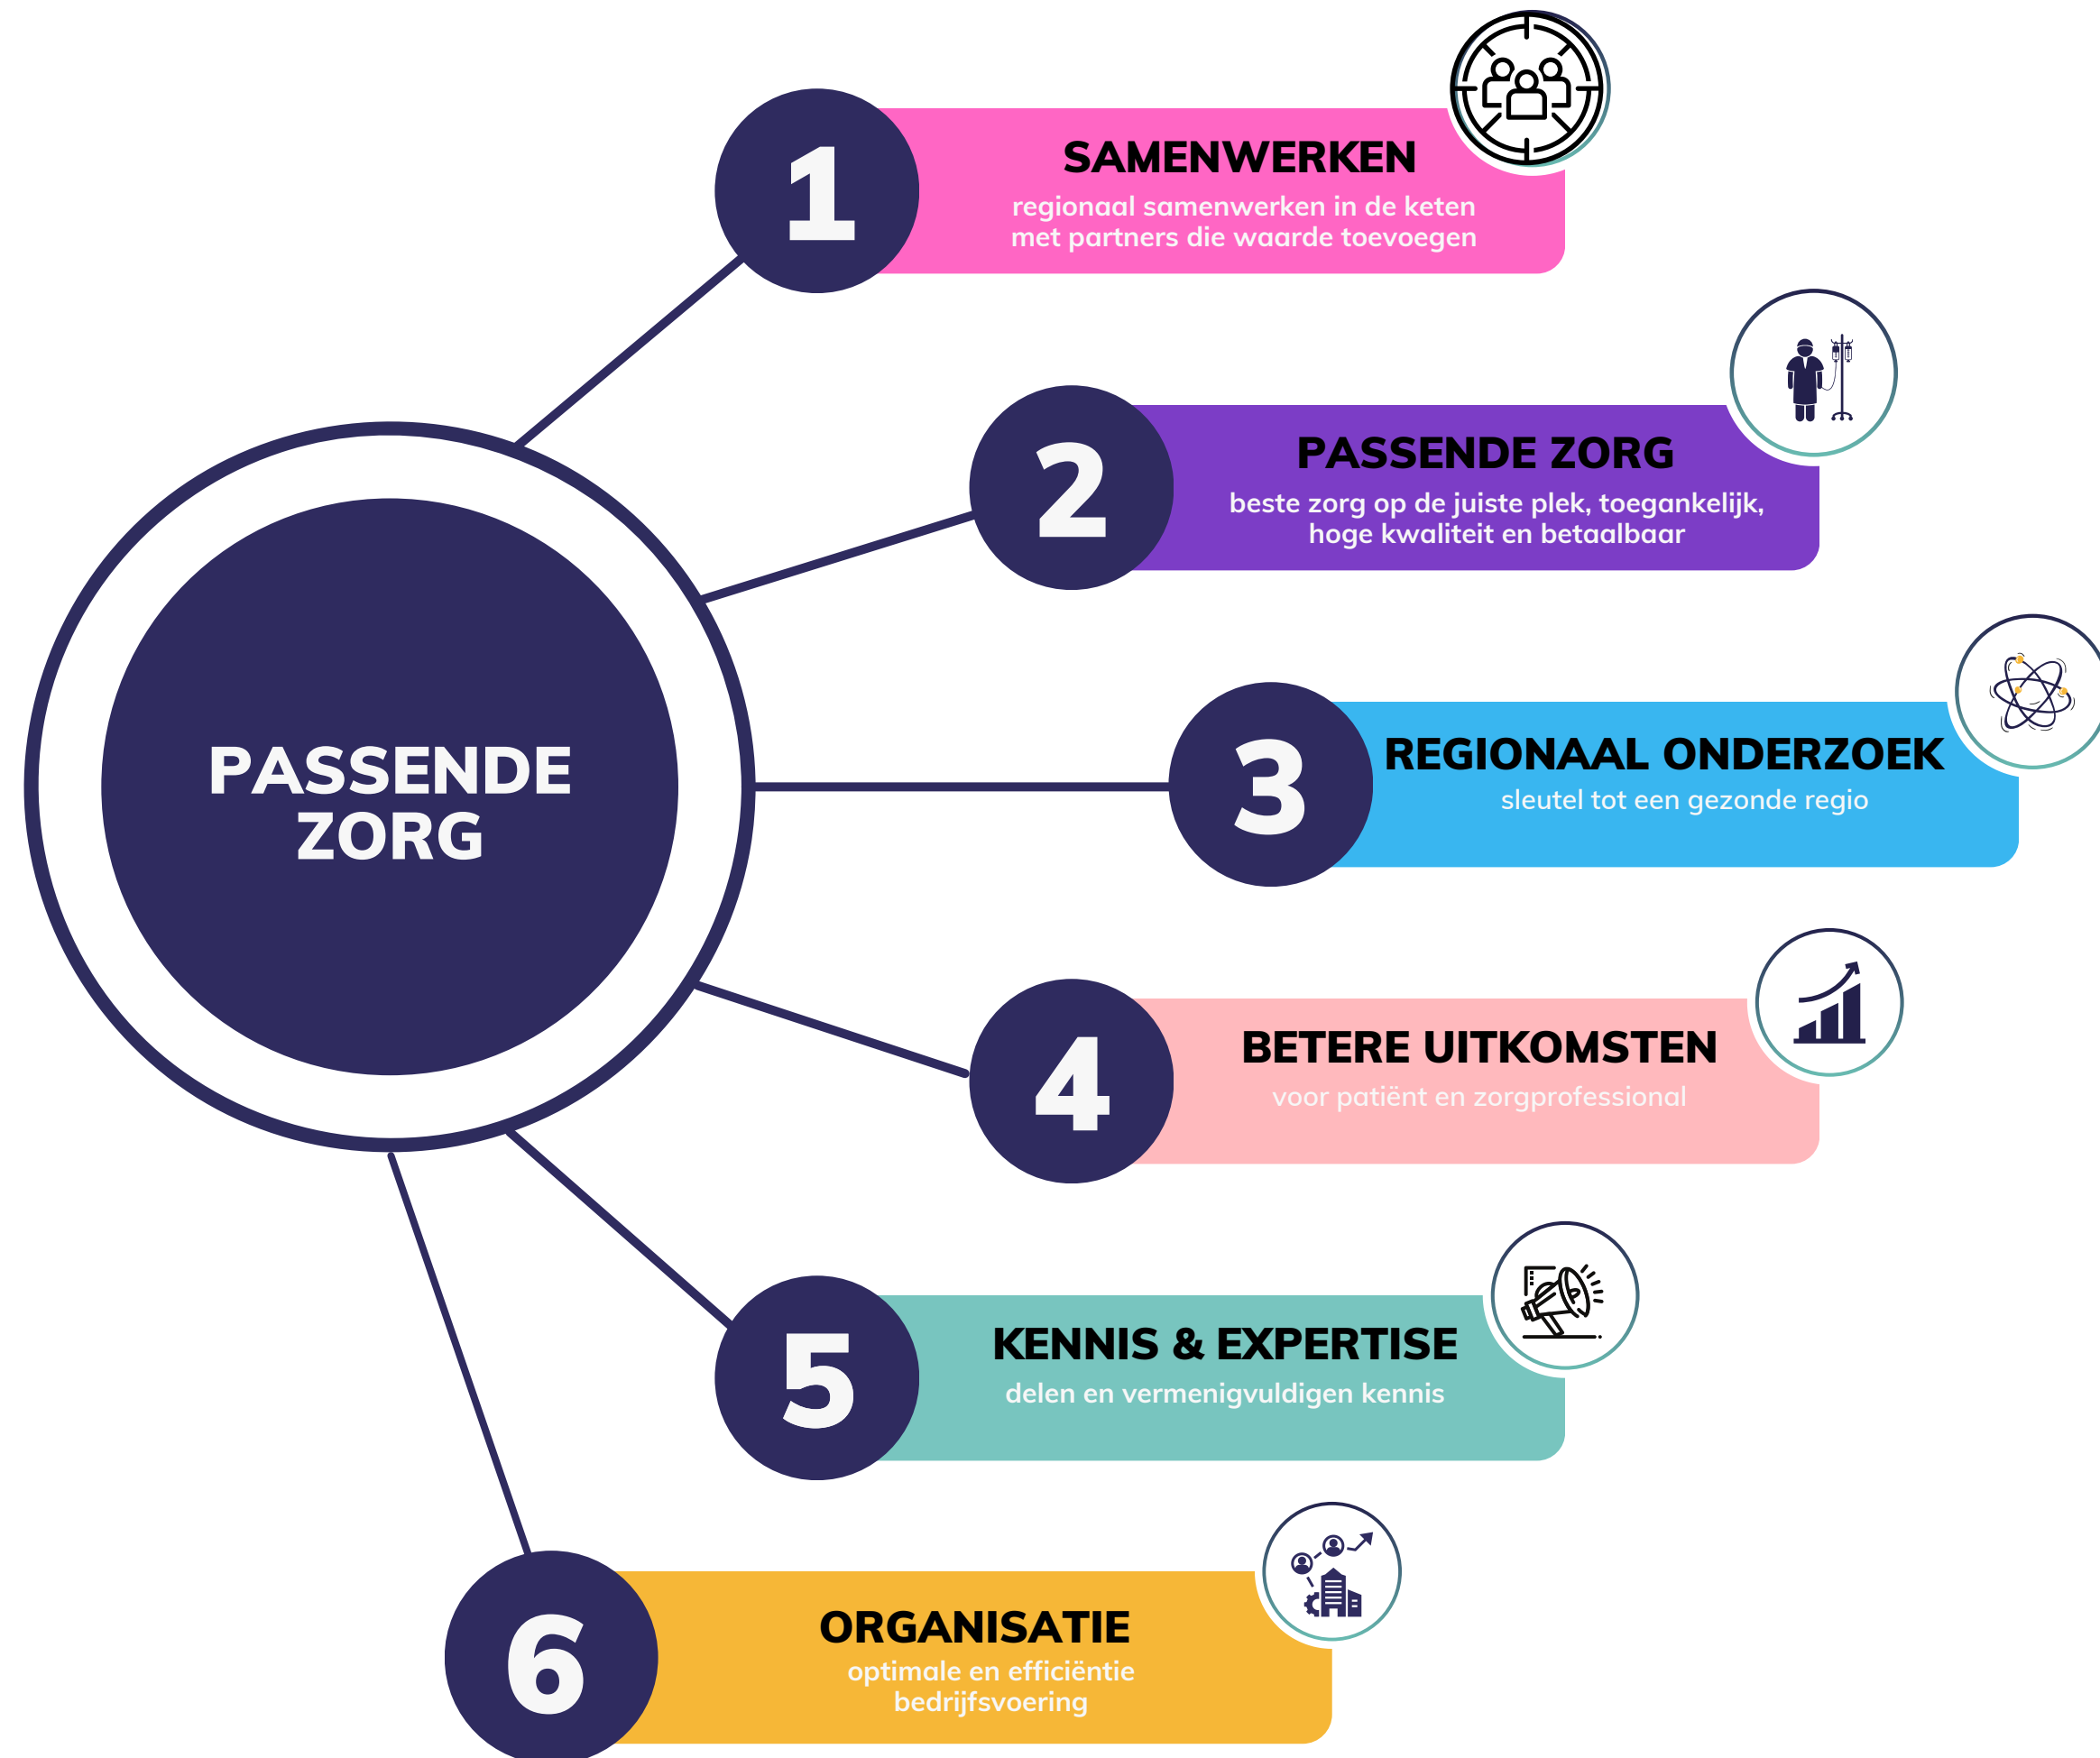 PASSENDE
ZORG
1
SAMENWERKEN
regionaal samenwerken in de keten
met partners die waarde toevoegen
2
PASSENDE ZORG
beste zorg op de juiste plek, toegankelijk,
hoge kwaliteit en betaalbaar
3
REGIONAAL ONDERZOEK
sleutel tot een gezonde regio
4
BETERE UITKOMSTEN
voor patiënt en zorgprofessional
5
KENNIS & EXPERTISE
delen en vermenigvuldigen kennis
6
ORGANISATIE
optimale en efficiëntie
bedrijfsvoering